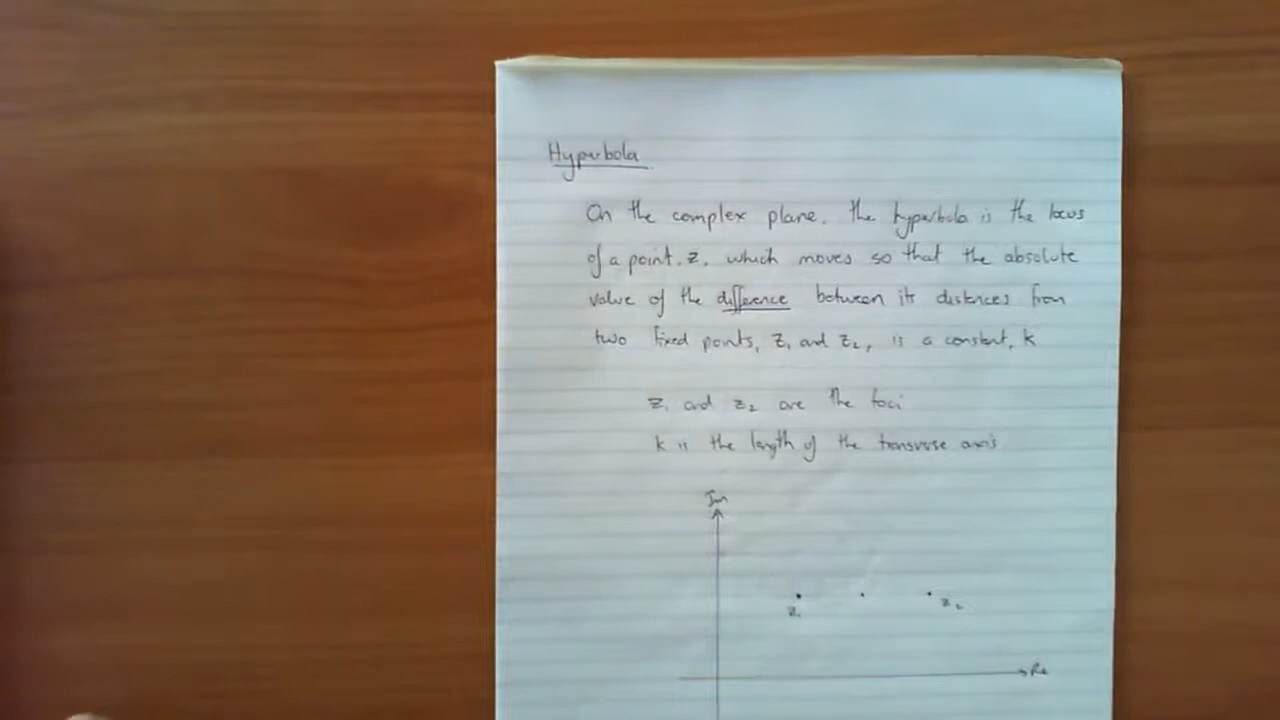 Hyperbola
On the complex plane, the hyperbola is the locus
of a point, z, which moves so that the absolute
value of the difference between its distances from
two fixed points, z₁ and z₂, is a constant, k
z₁ and z₂ are the foci
k is the length of the transverse axis
Im
z₁
z₂
Re